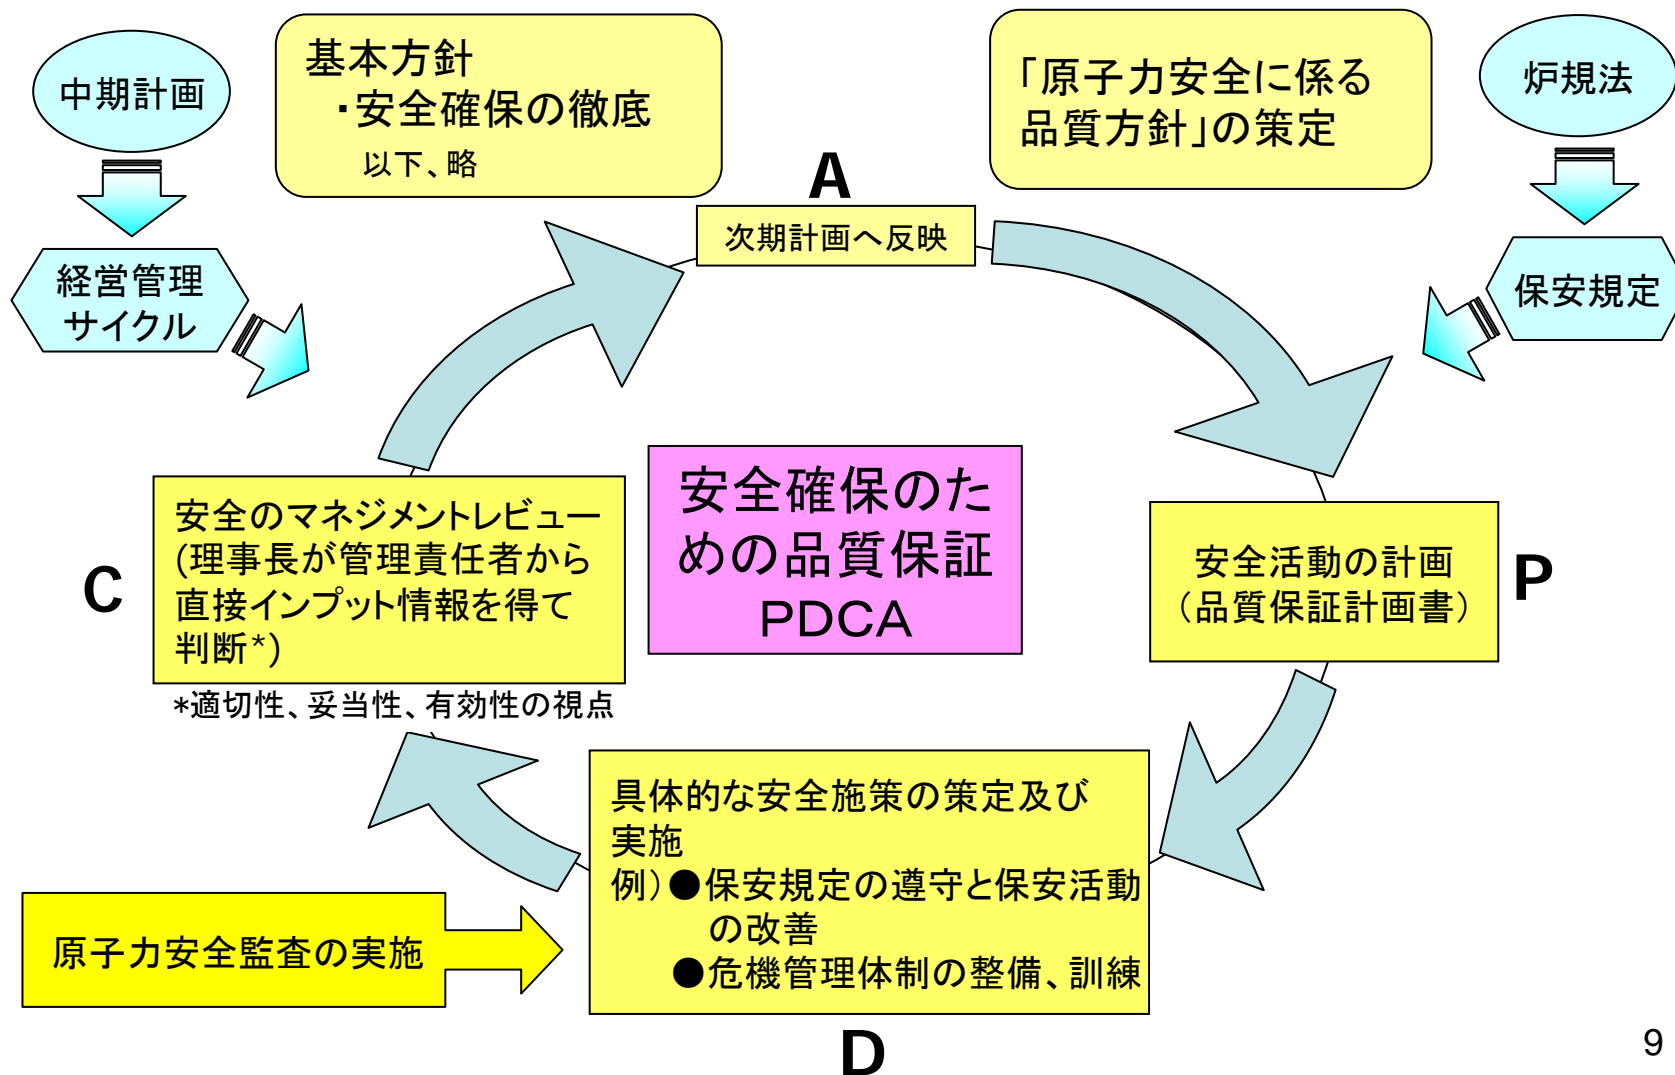 中期計画
基本方針
・安全確保の徹底
以下、略
「原子力安全に係る
品質方針」の策定
炉規法
A
次期計画へ反映
経営管理
サイクル
保安規定
安全確保のた
めの品質保証
PDCA
C
安全のマネジメントレビュー
(理事長が管理責任者から
直接インプット情報を得て
判断*)
*適切性、妥当性、有効性の視点
安全活動の計画
（品質保証計画書）
P
具体的な安全施策の策定及び
実施
例）●保安規定の遵守と保安活動
の改善
●危機管理体制の整備、訓練
原子力安全監査の実施
D
9